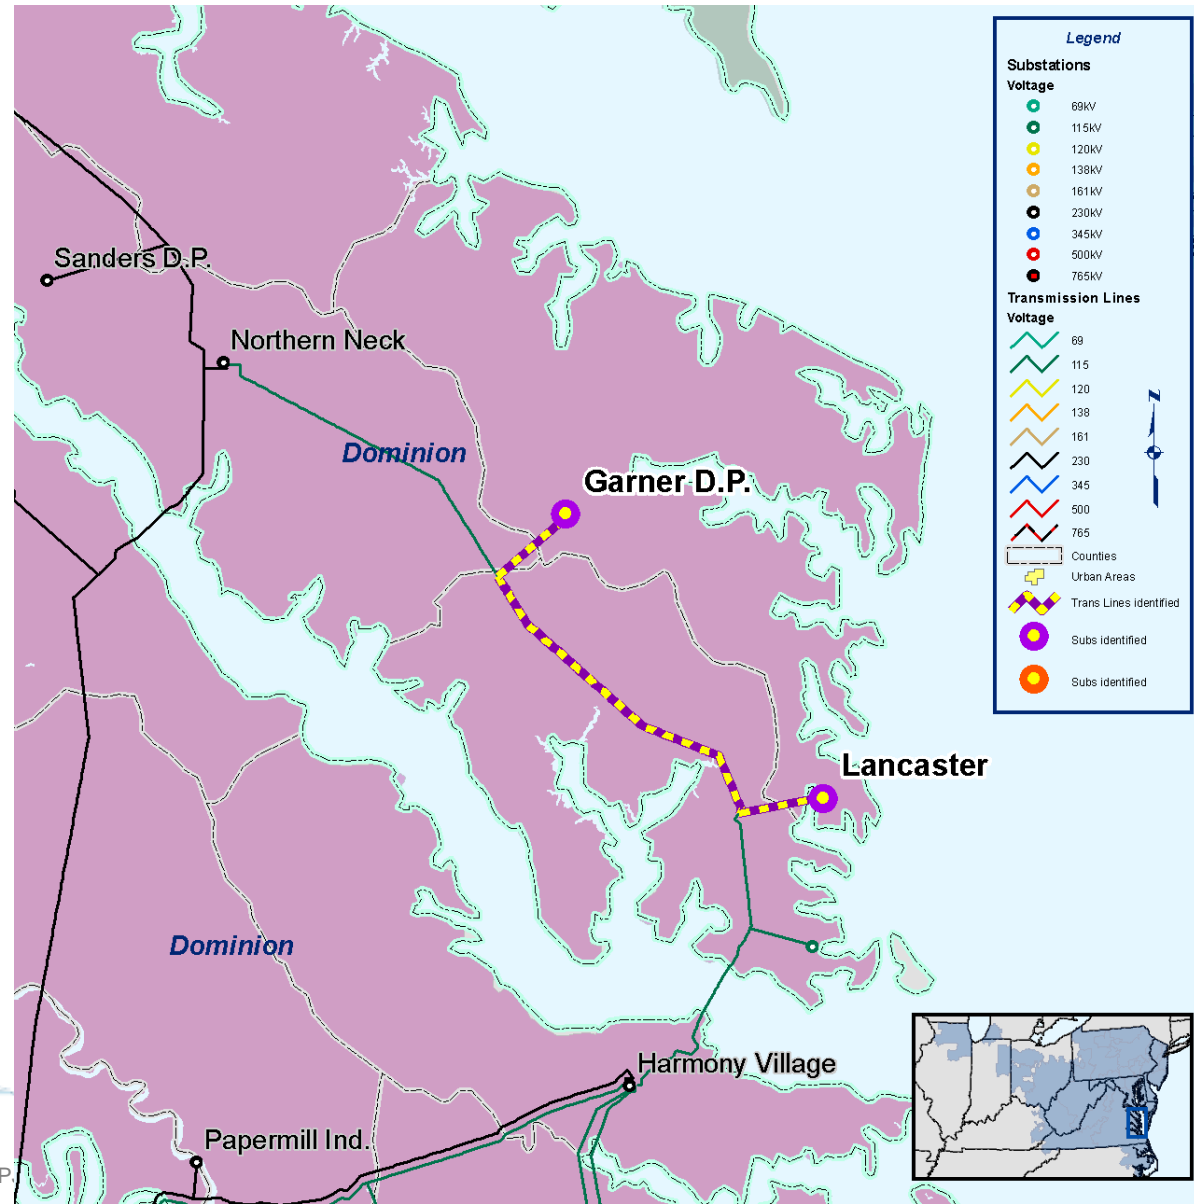 Legend
Substations
Voltage
69kV
115kV
120kV
138kV
161kV
230kV
345kV
500kV
765kV
Transmission Lines
Voltage
69
115
120
138
161
230
345
500
765
Counties
Urban Areas
Trans Lines identified
Subs identified
Subs identified
N
Sanders D.P.
Northern Neck
Dominion
Garner D.P.
Lancaster
Dominion
Harmony Village
Papermill Ind.
P.